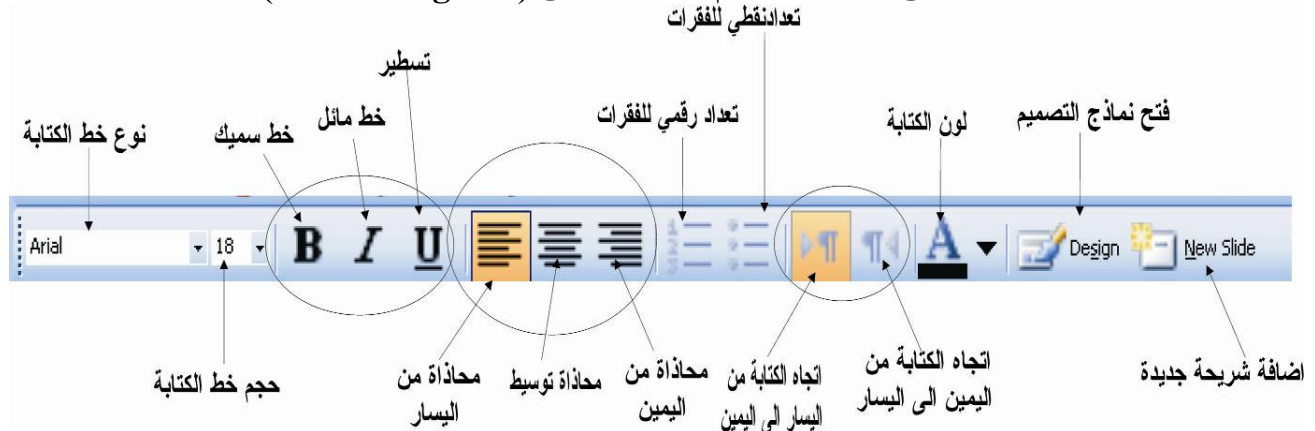 تعدادنقطي للفقرات
تسطير
خط مائل
تعداد رقمي للفقرات
فتح نماذج التصميم
لون الكتابة
خط سميك
نوع خط الكتابة
Arial
18
B I U
A
Design
New Slide
اتجاه الكتابة من
اليمين الى اليسار
اضافة شريحة جديدة
محاذاة من
اليمين
محاذاة توسيط
اتجاه الكتابة من
اليسار الى اليمين
محاذاة من
اليسار
حجم خط الكتابة